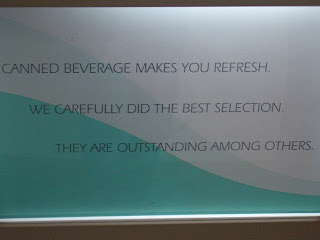 CANNED BEVERAGE MAKES YOU REFRESH.
WE CAREFULLY DID THE BEST SELECTION.
THEY ARE OUTSTANDING AMONG OTHERS.